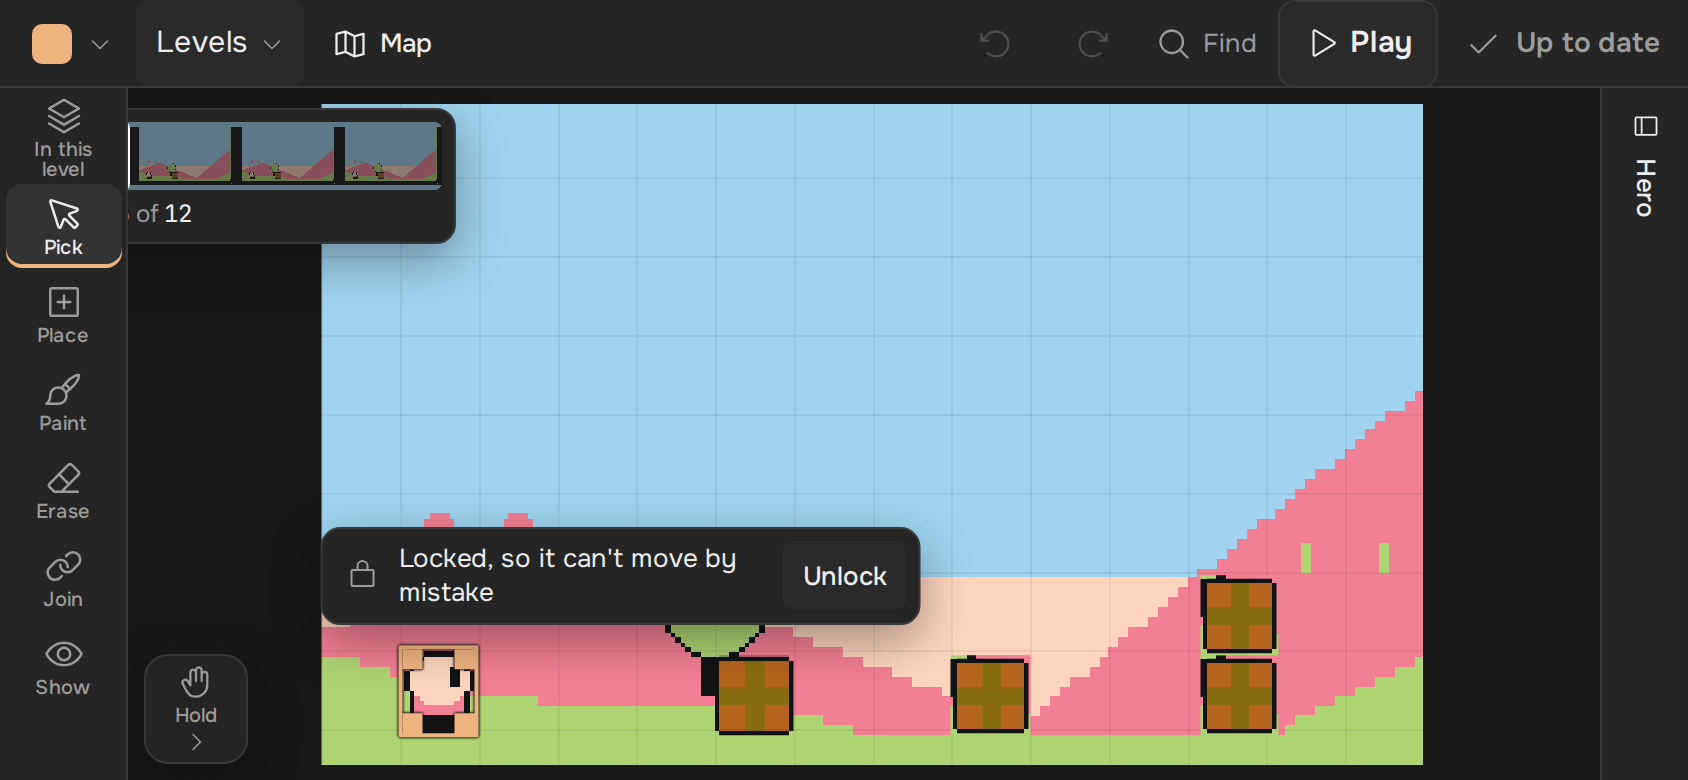 Levels
Map
Find
Play
Up to date
In this
level
of 12
Pick
Place
Paint
Erase
Join
Show
Hold
Locked, so it can't move by
mistake
Unlock
Hero